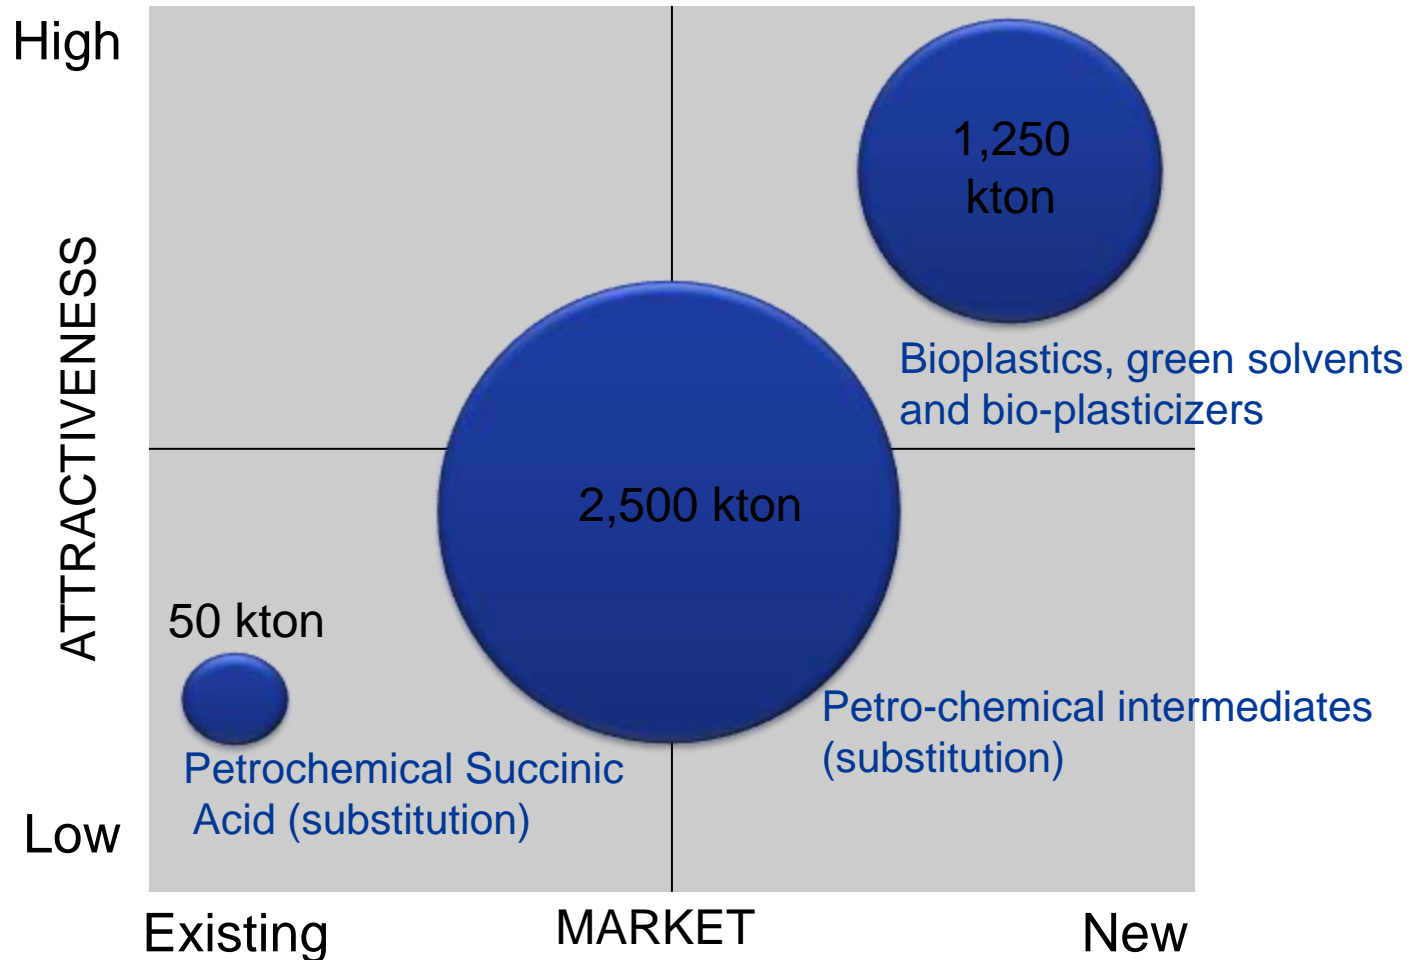 High
1,250
kton
ATTRACTIVENESS
Bioplastics, green solvents
and bio-plasticizers
2,500 kton
50 kton
Petro-chemical intermediates
(substitution)
Petrochemical Succinic
Acid (substitution)
Low
Existing
MARKET
New